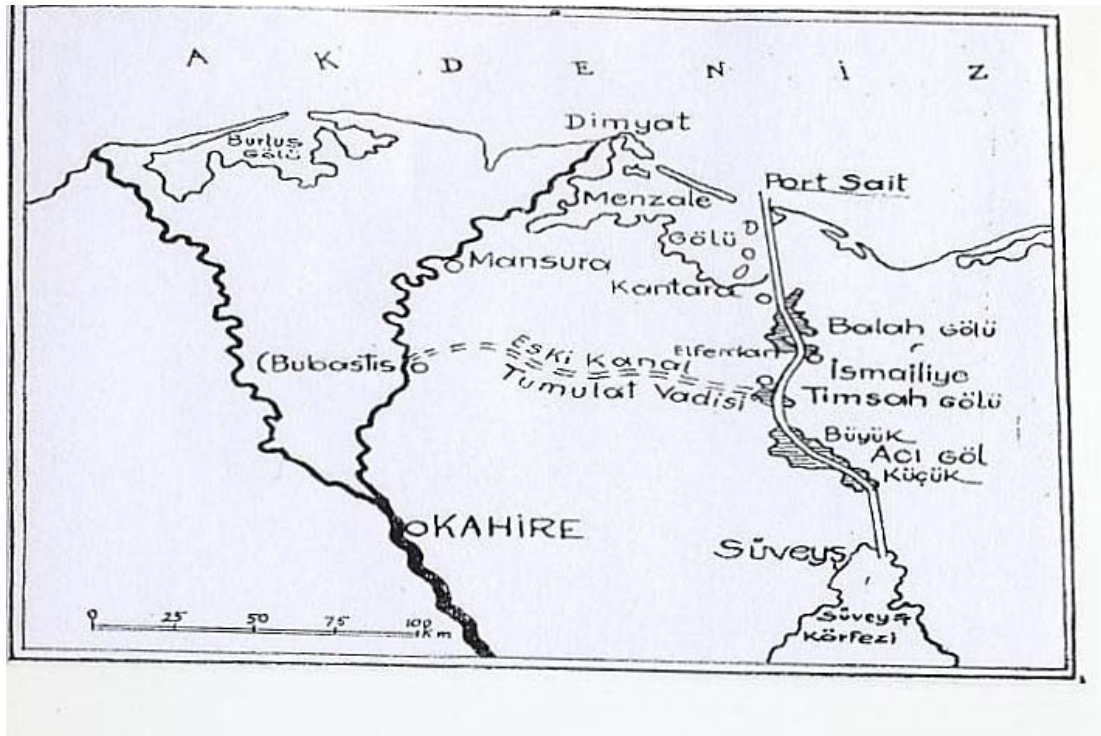 A K D E N İ Z
Dimyat
Burlus
Gölü
Port Sait
Menzale
Gölü
Mansura
Kantara
Balah Gölü
Eski Kanal
Elferdan
(Bubastis
İsmailiye
Tumulat Vadisi
Timsah Gölü
Büyük
Acı Göl
Küçük
KAHİRE
Süveyş
0 25 50 75 100
Km
Süveyş
Körfezi